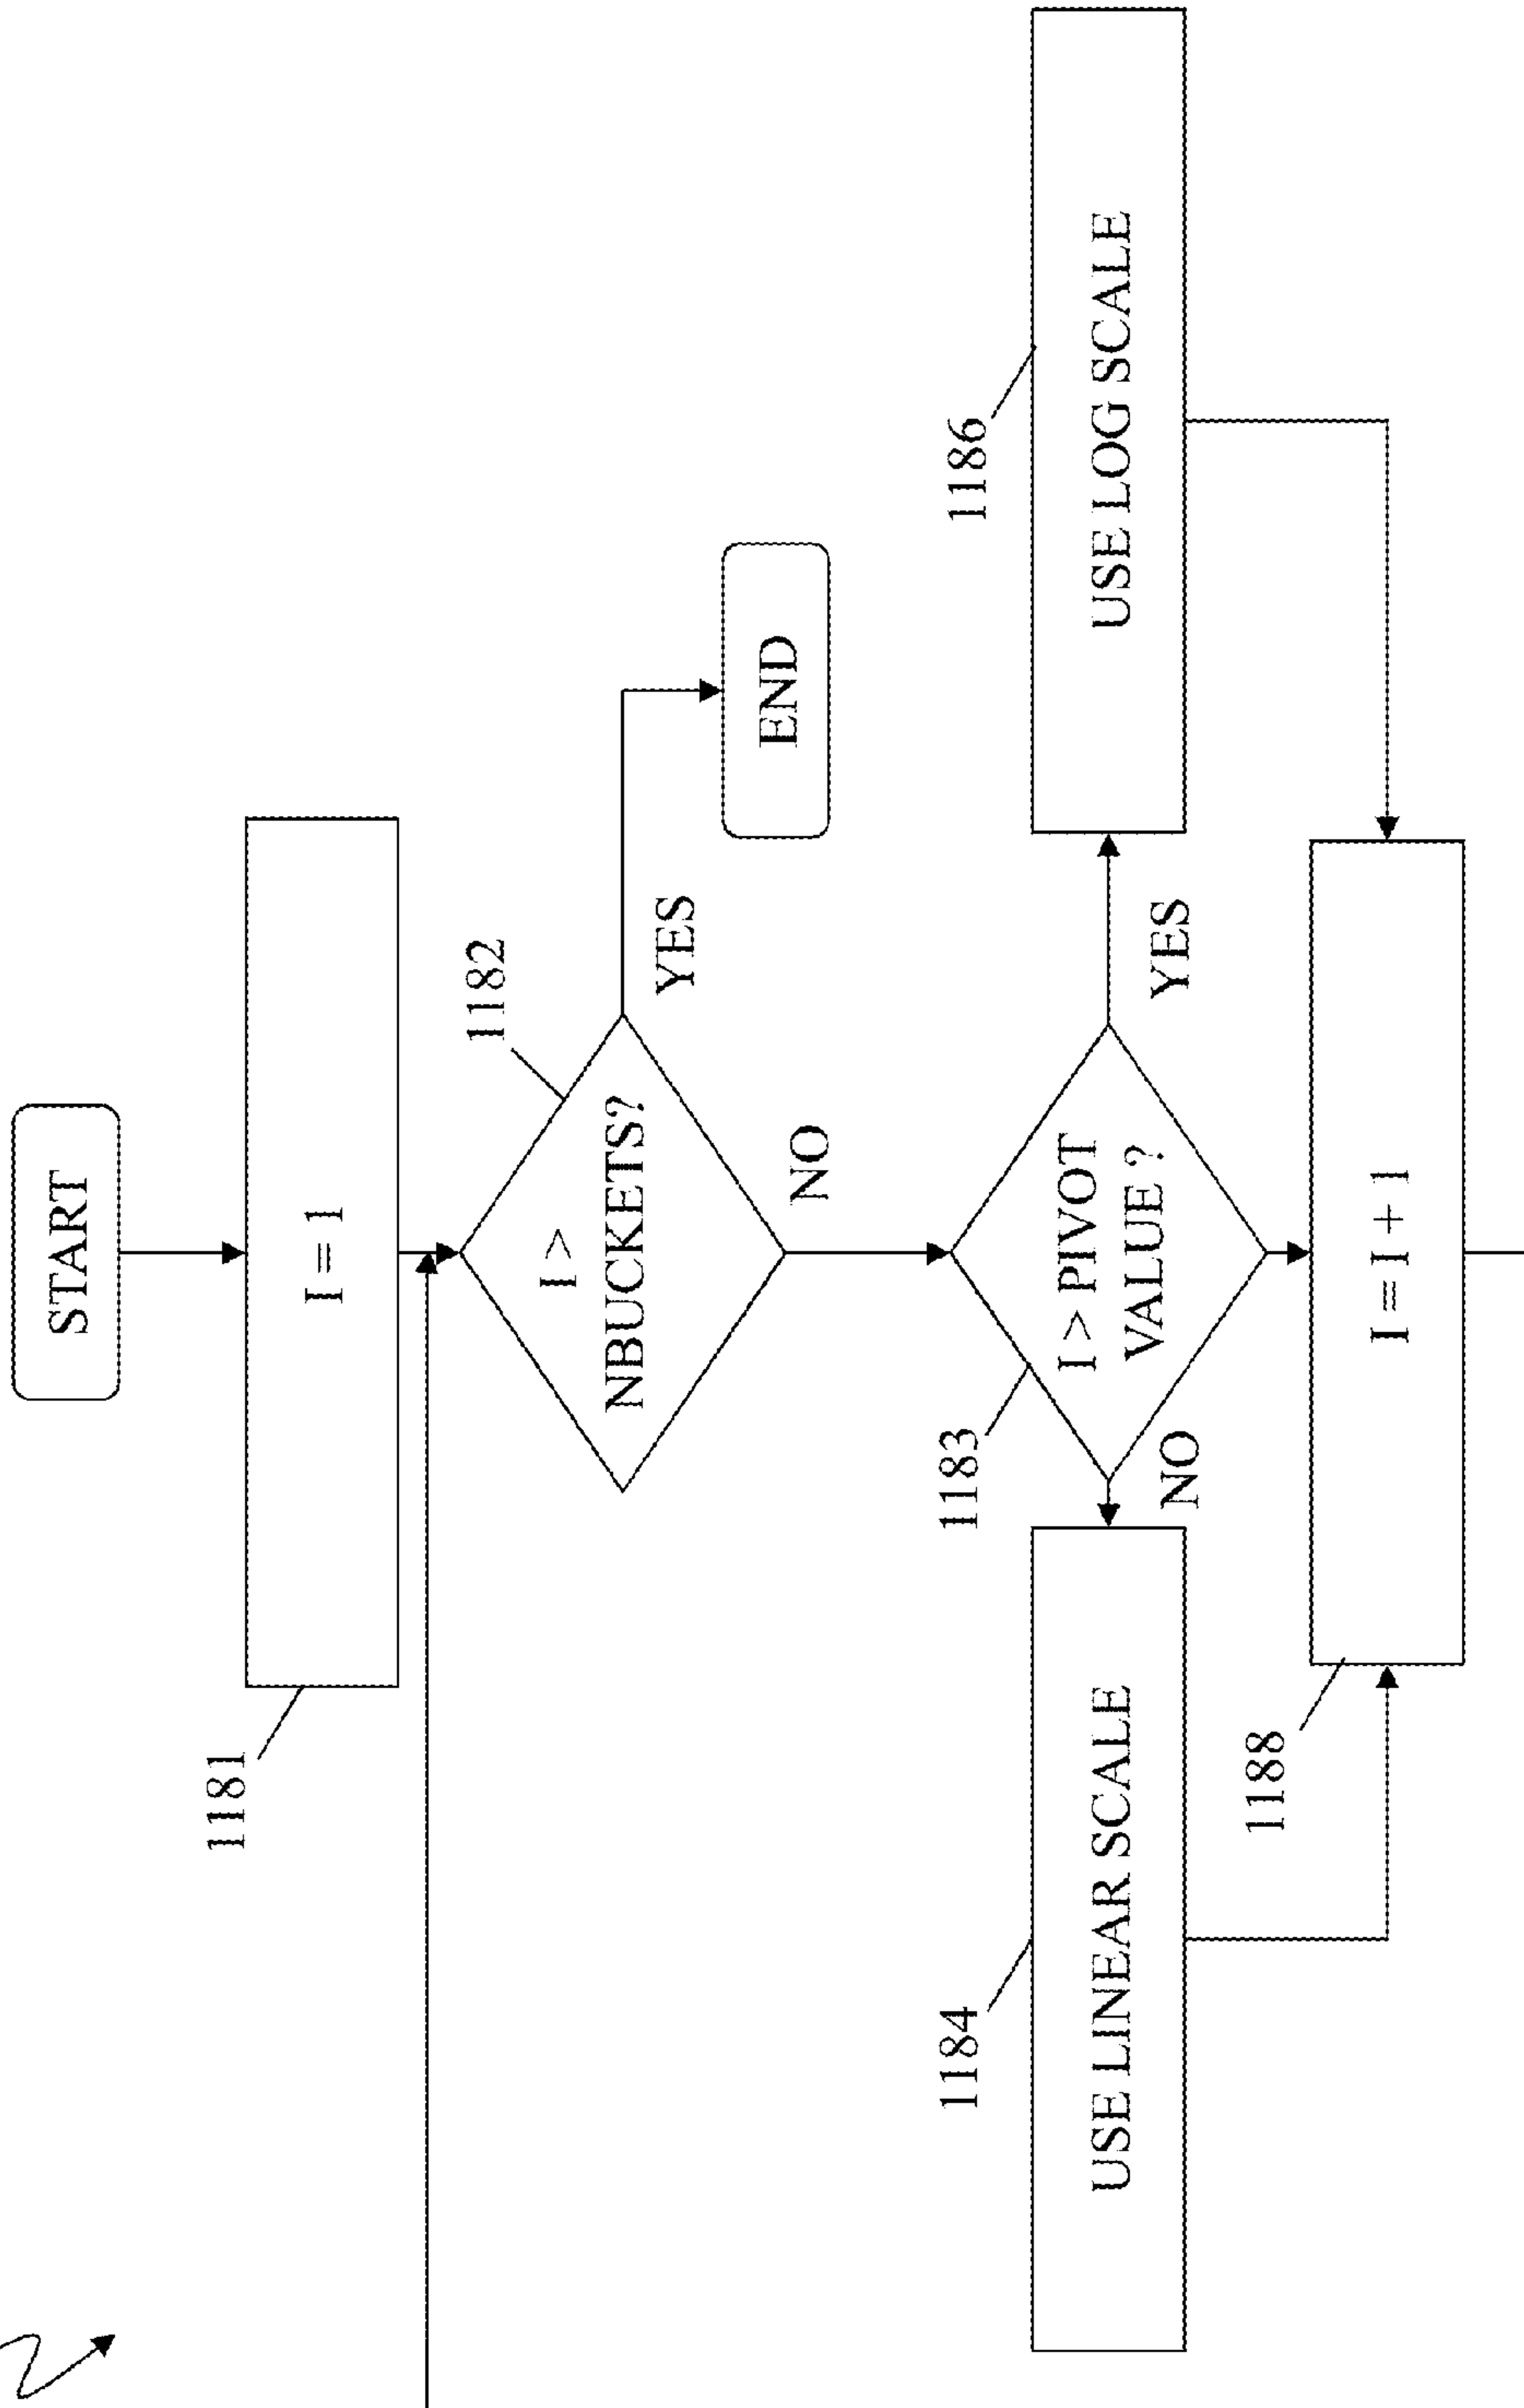 START
1181
I = 1
1182
I >
NBUCKETS?
YES
END
NO
1183
I > PIVOT
VALUE ?
NO
YES
1184
USE LINEAR SCALE
1186
USE LOG SCALE
1188
I = I + 1